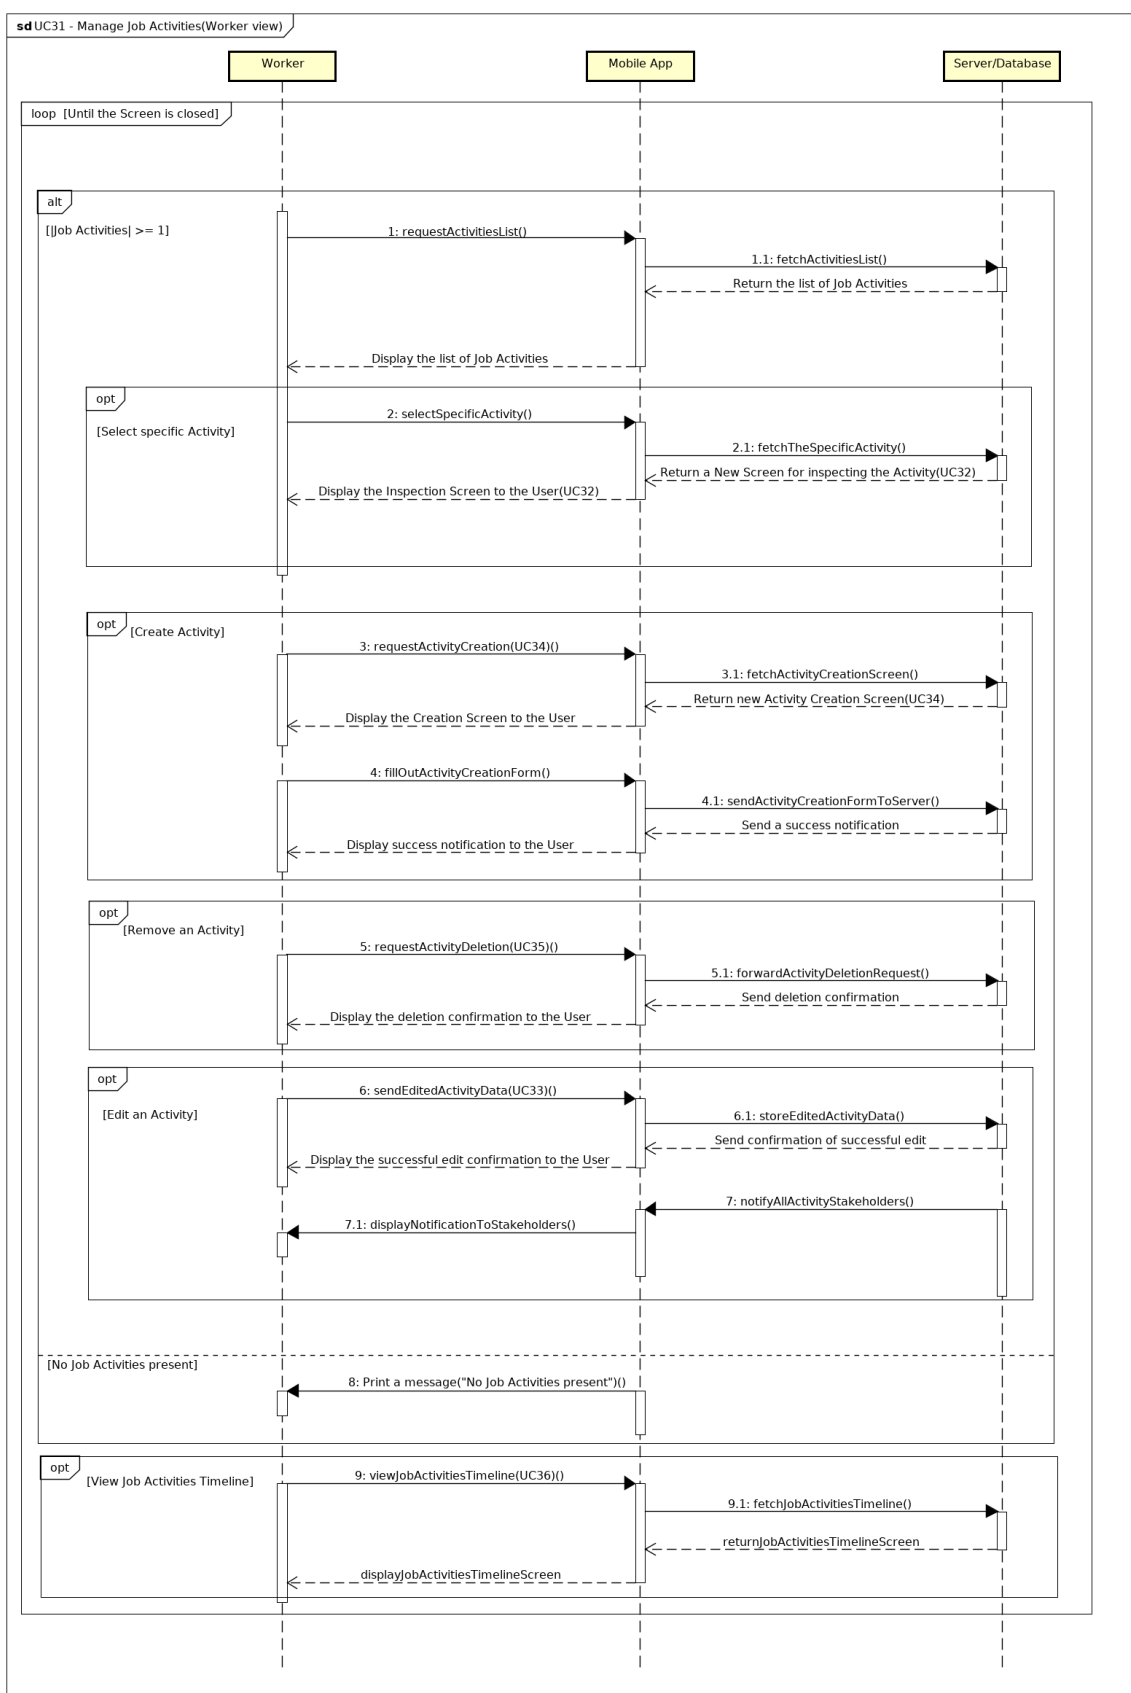 sd UC31 - Manage Job Activities(Worker view)
Worker
Mobile App
Server/Database
loop [Until the Screen is closed]
alt
[|Job Activities| >= 1]
1: requestActivitiesList()
1.1: fetchActivitiesList()
Return the list of Job Activities
Display the list of Job Activities
opt
[Select specific Activity]
2: selectSpecificActivity()
2.1: fetchTheSpecificActivity()
Return a New Screen for inspecting the Activity(UC32)
Display the Inspection Screen to the User(UC32)
opt
[Create Activity]
3: requestActivityCreation(UC34)()
3.1: fetchActivityCreationScreen()
Return new Activity Creation Screen(UC34)
Display the Creation Screen to the User
4: fillOutActivityCreationForm()
4.1: sendActivityCreationFormToServer()
Send a success notification
Display success notification to the User
opt
[Remove an Activity]
5: requestActivityDeletion(UC35)()
5.1: forwardActivityDeletionRequest()
Send deletion confirmation
Display the deletion confirmation to the User
opt
[Edit an Activity]
6: sendEditedActivityData(UC33)()
6.1: storeEditedActivityData()
Send confirmation of successful edit
Display the successful edit confirmation to the User
7: notifyAllActivityStakeholders()
7.1: displayNotificationToStakeholders()
[No Job Activities present]
8: Print a message("No Job Activities present")()
opt
[View Job Activities Timeline]
9: viewJobActivitiesTimeline(UC36)()
9.1: fetchJobActivitiesTimeline()
returnJobActivitiesTimelineScreen
displayJobActivitiesTimelineScreen